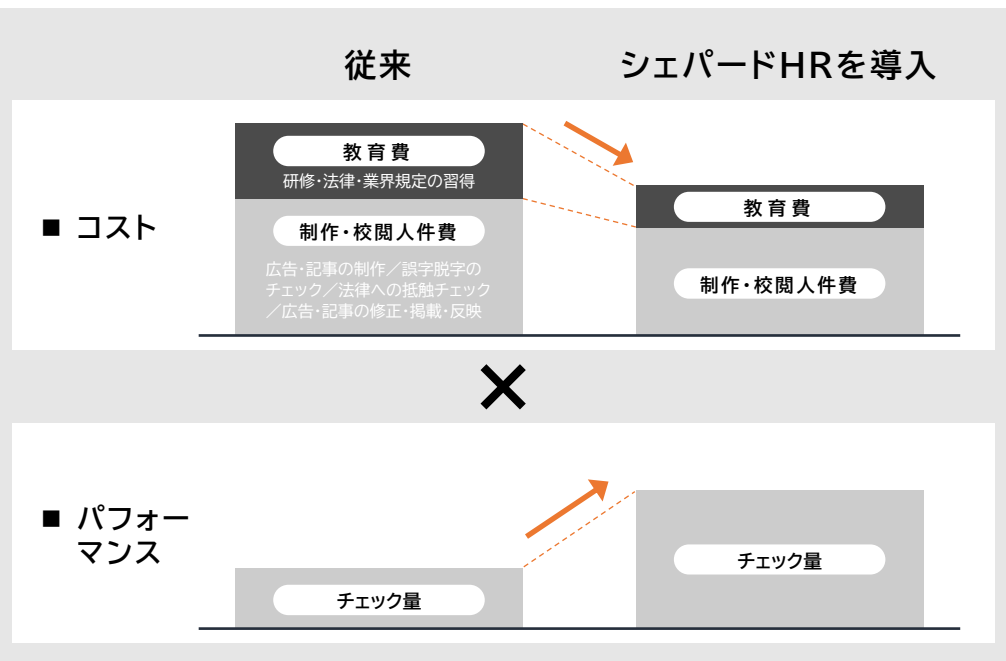 従来
シェパードHRを導入
■ コスト
教育費
研修・法律・業界規定の習得
制作・校閲人件費
広告・記事の制作／誤字脱字の
チェック／法律への抵触チェック
／広告・記事の修正・掲載・反映
教育費
制作・校閲人件費
×
■ パフォー
マンス
チェック量
チェック量